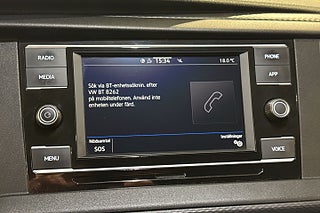 RADIO
MEDIA
MENU
15:34
18.0°C
Sök via BT-enhetssökn., efter
VW BT 8262
på mobiltelefonen. Använd inte
enheten under färd.
Nödsamtal
SOS
Inställningar
PHONE
APP
VOICE